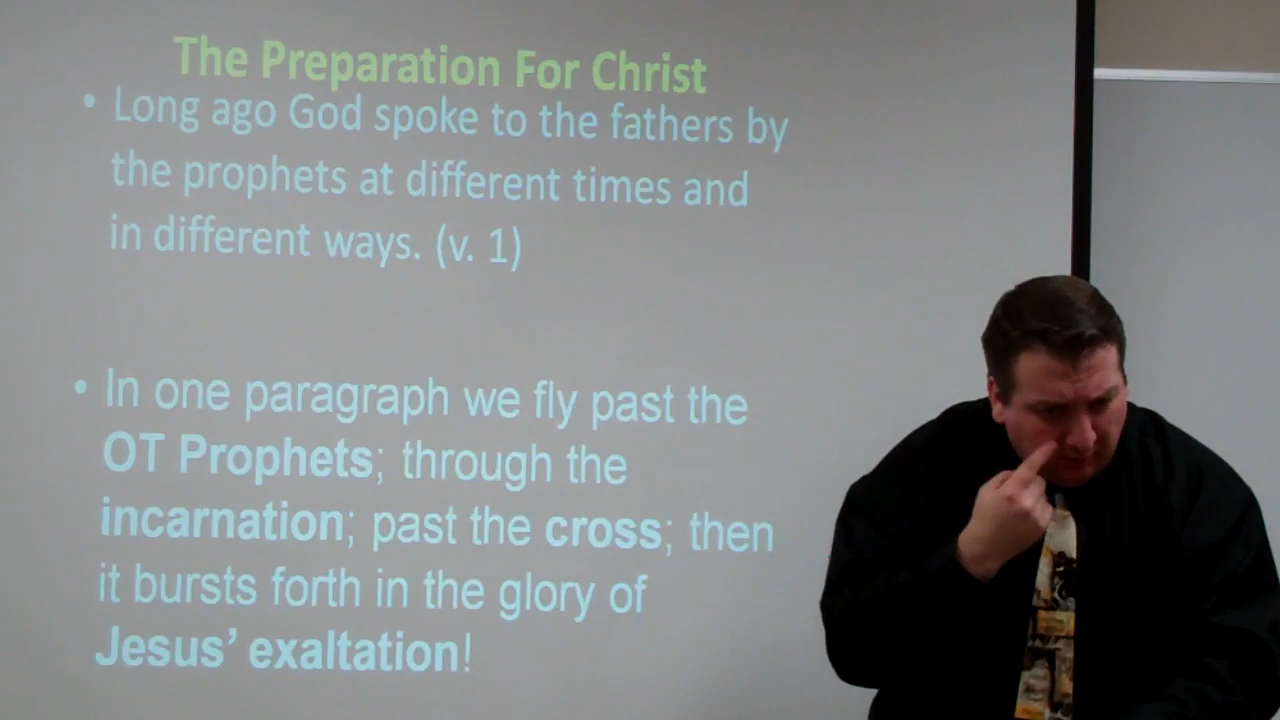 The Preparation For Christ
• Long ago God spoke to the fathers by
the prophets at different times and
in different ways. (v. 1)
• In one paragraph we fly past the
OT Prophets; through the
incarnation; past the cross; then
it bursts forth in the glory of
Jesus’ exaltation!